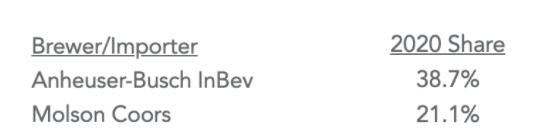 Brewer/Importer 2020 Share
Anheuser-Busch InBev 38.7%
Molson Coors 21.1%